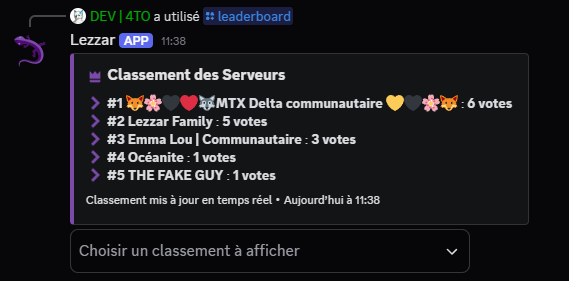 DEV | 4TO a utilisé leaderboard
Lezzar APP 11:38
Classement des Serveurs
#1 🦊🌸🖤❤️🐺MTX Delta communautaire 💛🖤🌸🦊 : 6 votes
#2 Lezzar Family : 5 votes
#3 Emma Lou | Communautaire : 3 votes
#4 Océanite : 1 votes
#5 THE FAKE GUY : 1 votes
Classement mis à jour en temps réel • Aujourd'hui à 11:38
Choisir un classement à afficher